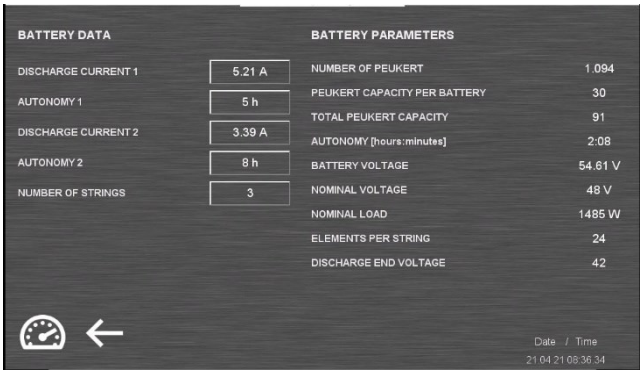 BATTERY DATA
DISCHARGE CURRENT 1 5.21 A
AUTONOMY 1 5 h
DISCHARGE CURRENT 2 3.39 A
AUTONOMY 2 8 h
NUMBER OF STRINGS 3
BATTERY PARAMETERS
NUMBER OF PEUKERT 1.094
PEUKERT CAPACITY PER BATTERY 30
TOTAL PEUKERT CAPACITY 91
AUTONOMY [hours:minutes] 2:08
BATTERY VOLTAGE 54.61 V
NOMINAL VOLTAGE 48 V
NOMINAL LOAD 1485 W
ELEMENTS PER STRING 24
DISCHARGE END VOLTAGE 42
Date / Time
21.04.21 08:36:34